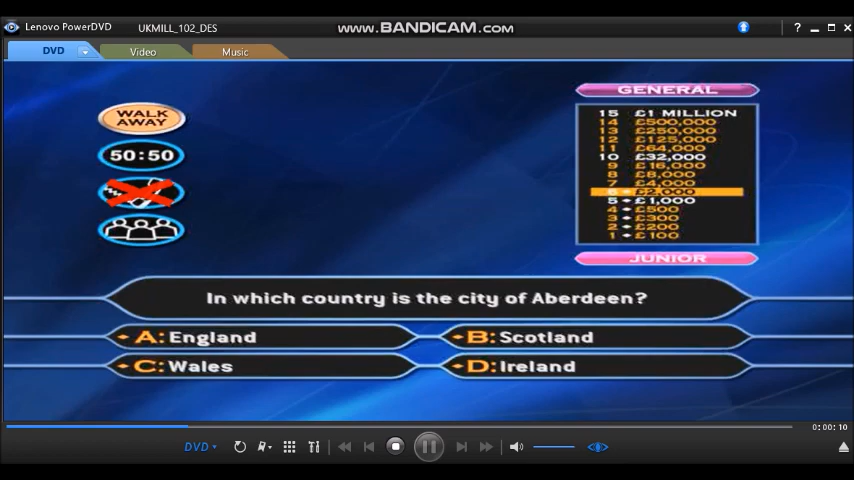 Lenovo PowerDVD
UKMILL_102_DES
www.BANDICAM.com
?
DVD
Video
Music
WALK AWAY
50:50
GENERAL
15 £1 MILLION
14 £500,000
13 £250,000
12 £125,000
11 £64,000
10 £32,000
9 £16,000
8 £8,000
7 £4,000
6 £2,000
5 £1,000
4 £500
3 £300
2 £200
1 £100
JUNIOR
In which country is the city of Aberdeen?
A: England
B: Scotland
C: Wales
D: Ireland
0:00:10
DVD